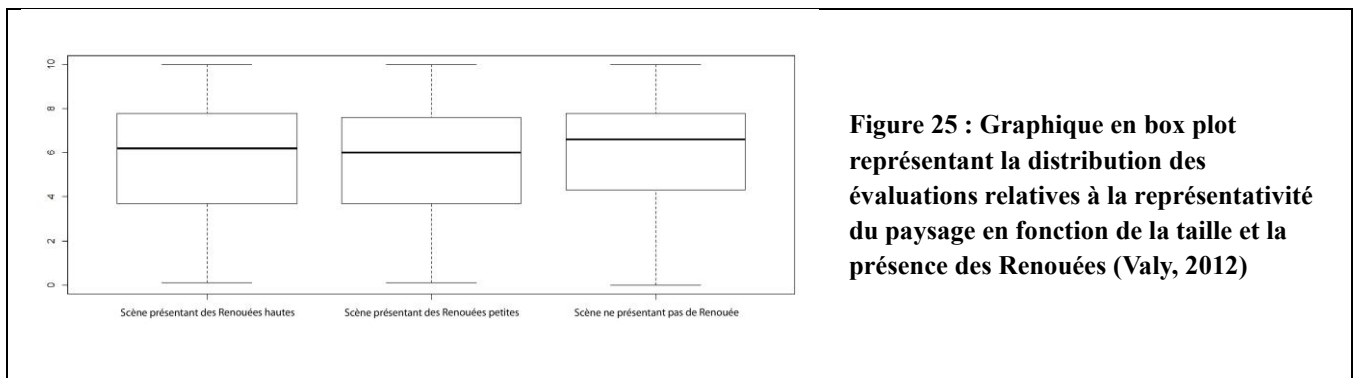 10
8
6
4
2
0
Scène présentant des Renouées hautes
Scène présentant des Renouées petites
Scène ne présentant pas de Renouée
Figure 25 : Graphique en box plot
représentant la distribution des
évaluations relatives à la représentativité
du paysage en fonction de la taille et la
présence des Renouées (Valy, 2012)